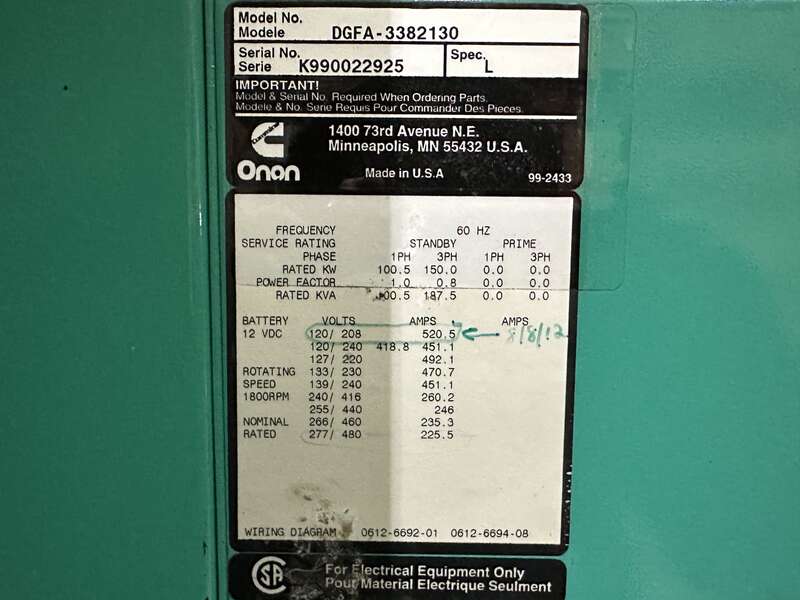 Model No.
Modele DGFA-3382130
Serial No.
Serie K990022925 Spec. L
IMPORTANT!
Model & Serial No. Required When Ordering Parts.
Modele & No. Serie Requis Pour Commander Des Pieces.
Cummins
Onan
1400 73rd Avenue N.E.
Minneapolis, MN 55432 U.S.A.
Made in U.S.A
99-2433
FREQUENCY 60 HZ
SERVICE RATING STANDBY PRIME
PHASE 1PH 3PH 1PH 3PH
RATED KW 100.5 150.0 0.0 0.0
POWER FACTOR 1.0 0.8 0.0 0.0
RATED KVA 100.5 187.5 0.0 0.0
BATTERY VOLTS AMPS AMPS
12 VDC 120/ 208 520.5 8/8/12
120/ 240 418.8 451.1
127/ 220 492.1
ROTATING 133/ 230 470.7
SPEED 139/ 240 451.1
1800RPM 240/ 416 260.2
255/ 440 246
NOMINAL 266/ 460 235.3
RATED 277/ 480 225.5
WIRING DIAGRAM 0612-6692-01 0612-6694-08
SA
For Electrical Equipment Only
Pour Material Electrique Seulment